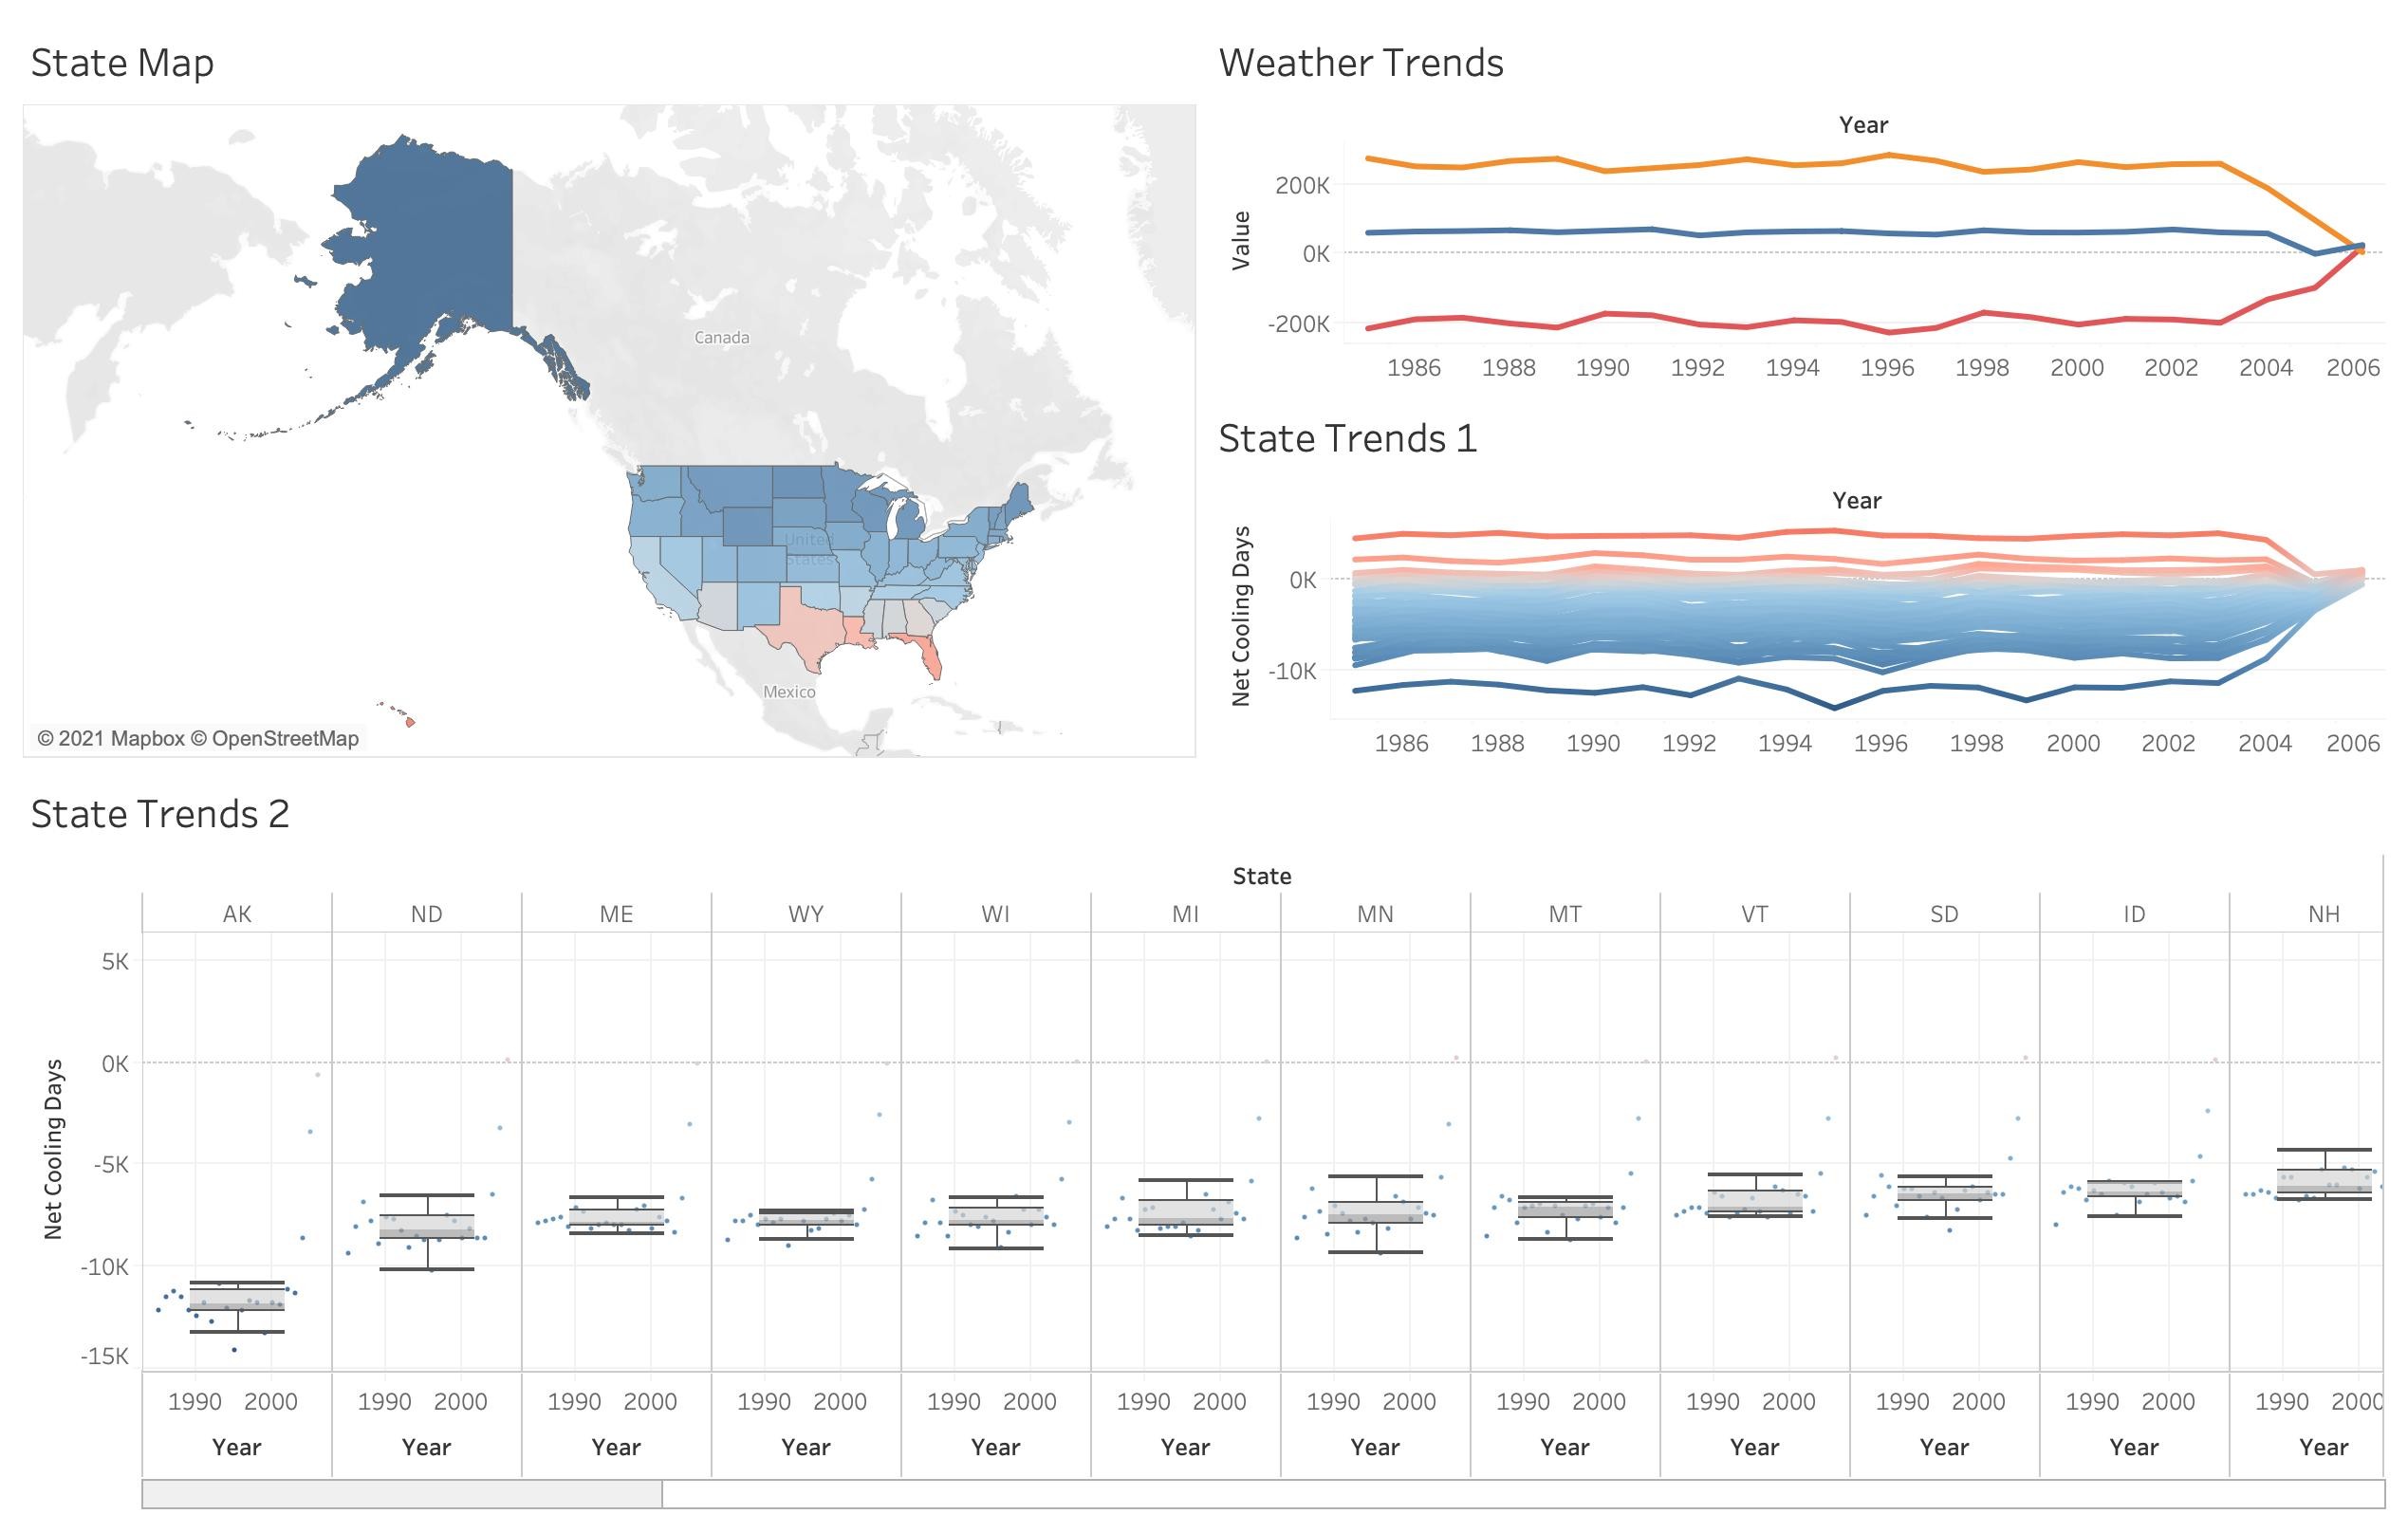 State Map
Canada
United
States
Mexico
© 2021 Mapbox © OpenStreetMap
Weather Trends
Year
Value
200K
0K
-200K
1986 1988 1990 1992 1994 1996 1998 2000 2002 2004 2006
State Trends 1
Year
Net Cooling Days
0K
-10K
1986 1988 1990 1992 1994 1996 1998 2000 2002 2004 2006
State Trends 2
State
AK ND ME WY WI MI MN MT VT SD ID NH
Net Cooling Days
5K
0K
-5K
-10K
-15K
1990 2000 1990 2000 1990 2000 1990 2000 1990 2000 1990 2000 1990 2000 1990 2000 1990 2000 1990 2000 1990 2000 1990 2000
Year Year Year Year Year Year Year Year Year Year Year Year